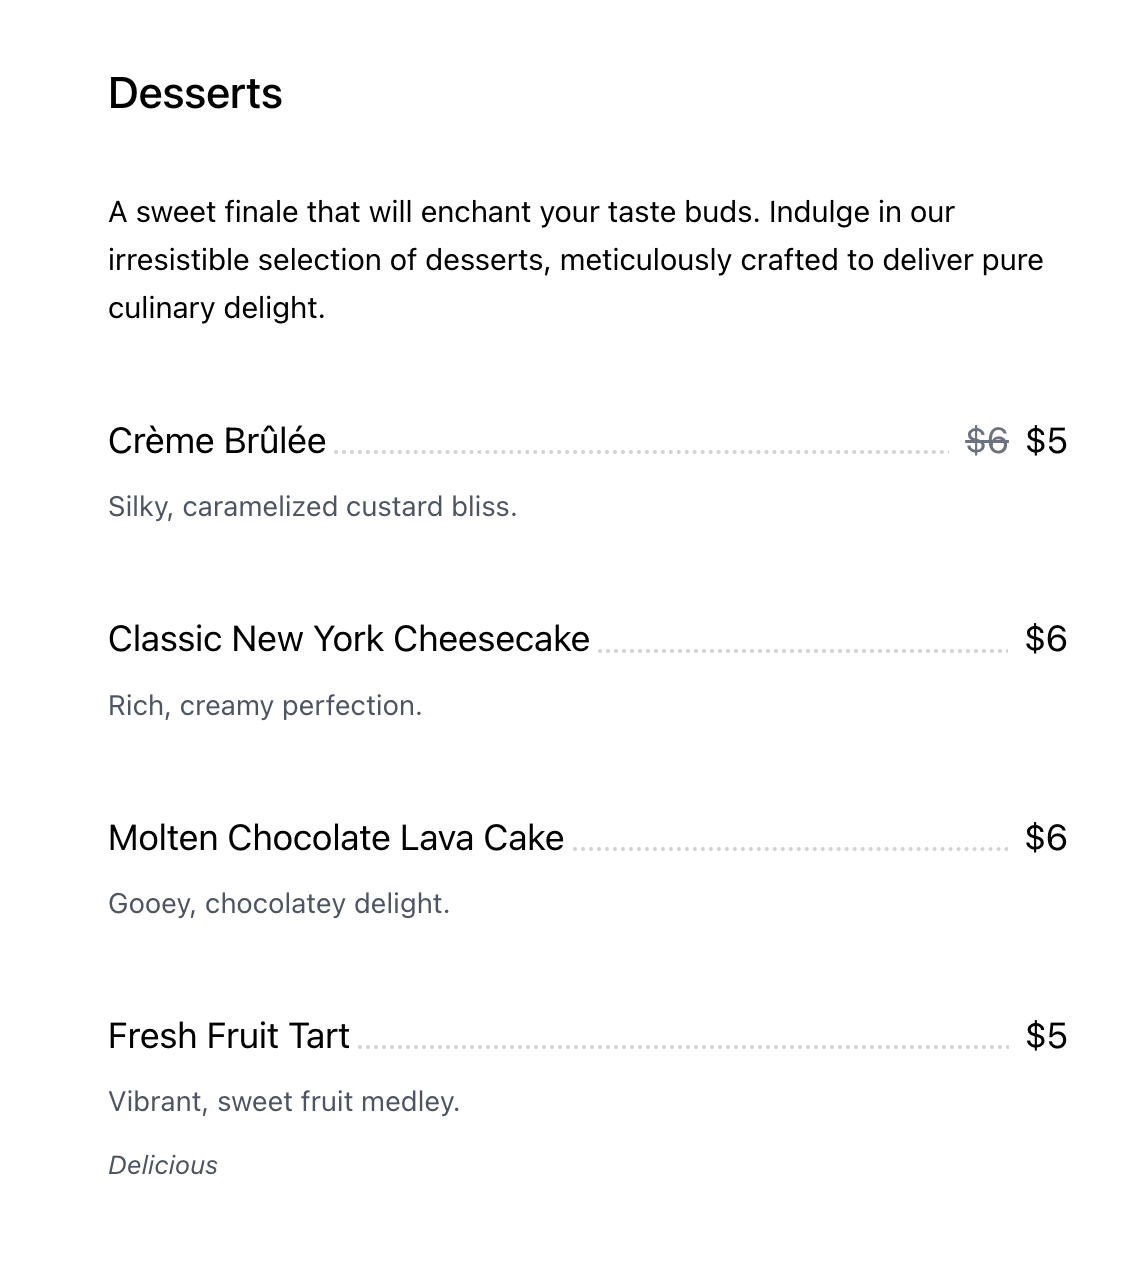 Desserts
A sweet finale that will enchant your taste buds. Indulge in our
irresistible selection of desserts, meticulously crafted to deliver pure
culinary delight.
Crème Brûlée $6 $5
Silky, caramelized custard bliss.
Classic New York Cheesecake $6
Rich, creamy perfection.
Molten Chocolate Lava Cake $6
Gooey, chocolatey delight.
Fresh Fruit Tart $5
Vibrant, sweet fruit medley.
Delicious